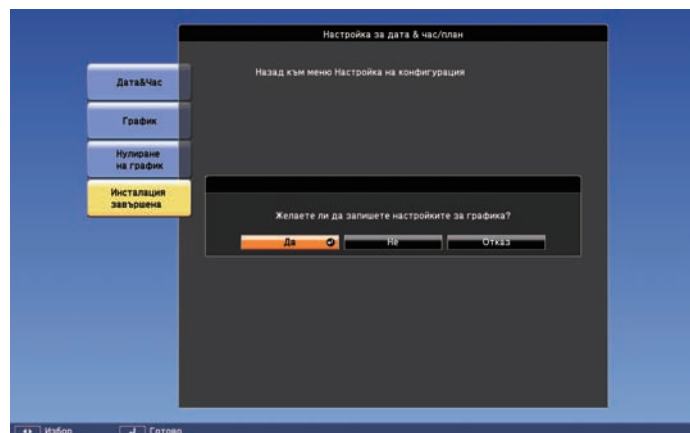 Настройка за дата & час/план
Назад към меню Настройка на конфигурация
Дата&Час
График
Нулиране
на график
Инсталация
завършена
Желаете ли да запишете настройките за графика?
Да
Не
Отказ
Избор
Готово